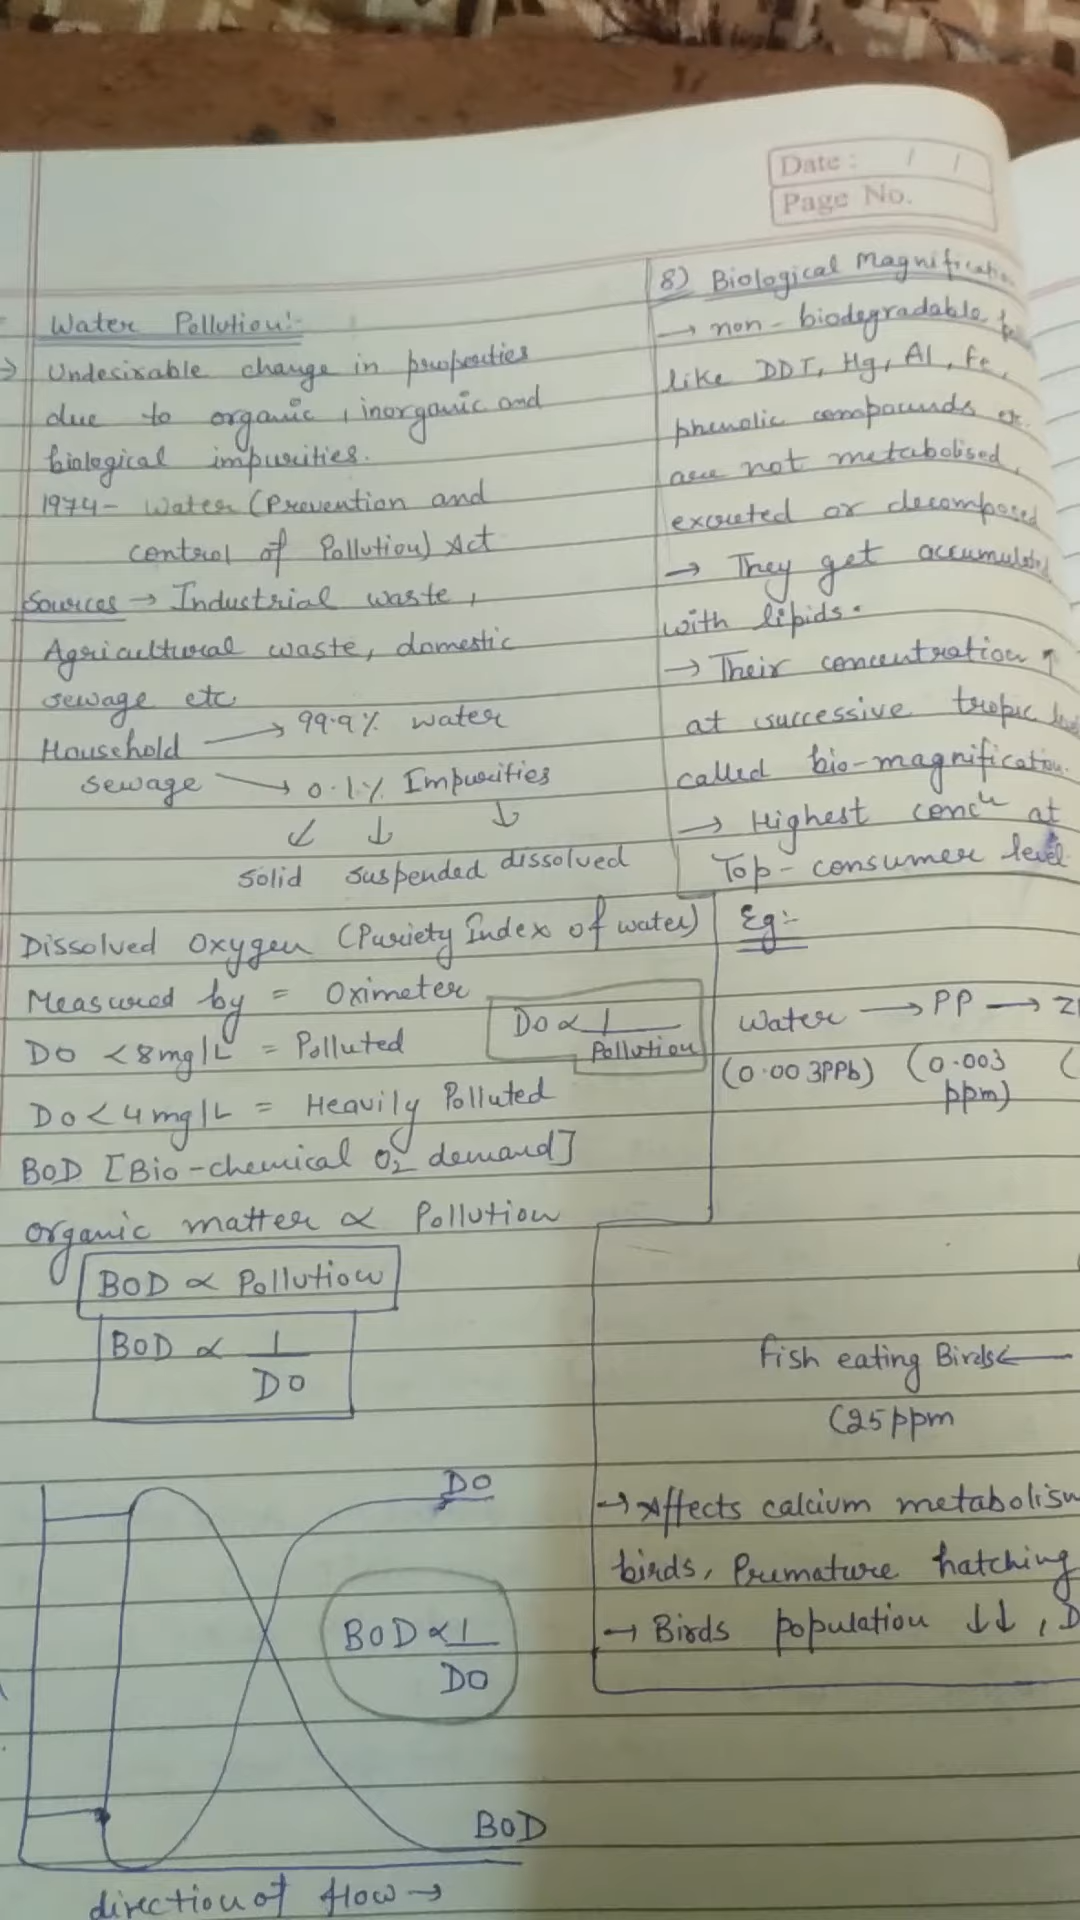 Date : / /
Page No.
Water Pollution:-
→ Undesirable change in properties
due to organic, inorganic and
biological impurities.
1974- Water (Prevention and
control of Pollution) Act
Sources → Industrial waste,
Agricultural waste, domestic
sewage etc
Household → 99.9% water
sewage → 0.1% Impurities
↙ ↓ ↓
solid suspended dissolved
Dissolved Oxygen (Puriety Index of water)
Measured by = Oximeter
DO < 8mg/L = Polluted
DO ∝ 1/Pollution
Do < 4mg/L = Heavily Polluted
BOD [Bio-chemical O₂ demand]
organic matter ∝ Pollution
BOD ∝ Pollution
BOD ∝ 1/DO
DO
BOD ∝ 1/DO
BOD
direction of flow →
8) Biological Magnification
→ non-biodegradable
like DDT, Hg, Al, Fe,
phenolic compounds
are not metabolised,
excreted or decomposed
→ They get accumulated
with lipids.
→ Their concentration ↑
at successive tropic
called bio-magnification.
→ Highest concⁿ at
Top-consumer level
Eg:-
Water → PP →
(0.003PPb) (0.003
ppm)
fish eating Birds ←
(25ppm
→ Affects calcium metabolism
birds, Premature hatching
→ Birds population ↓↓,